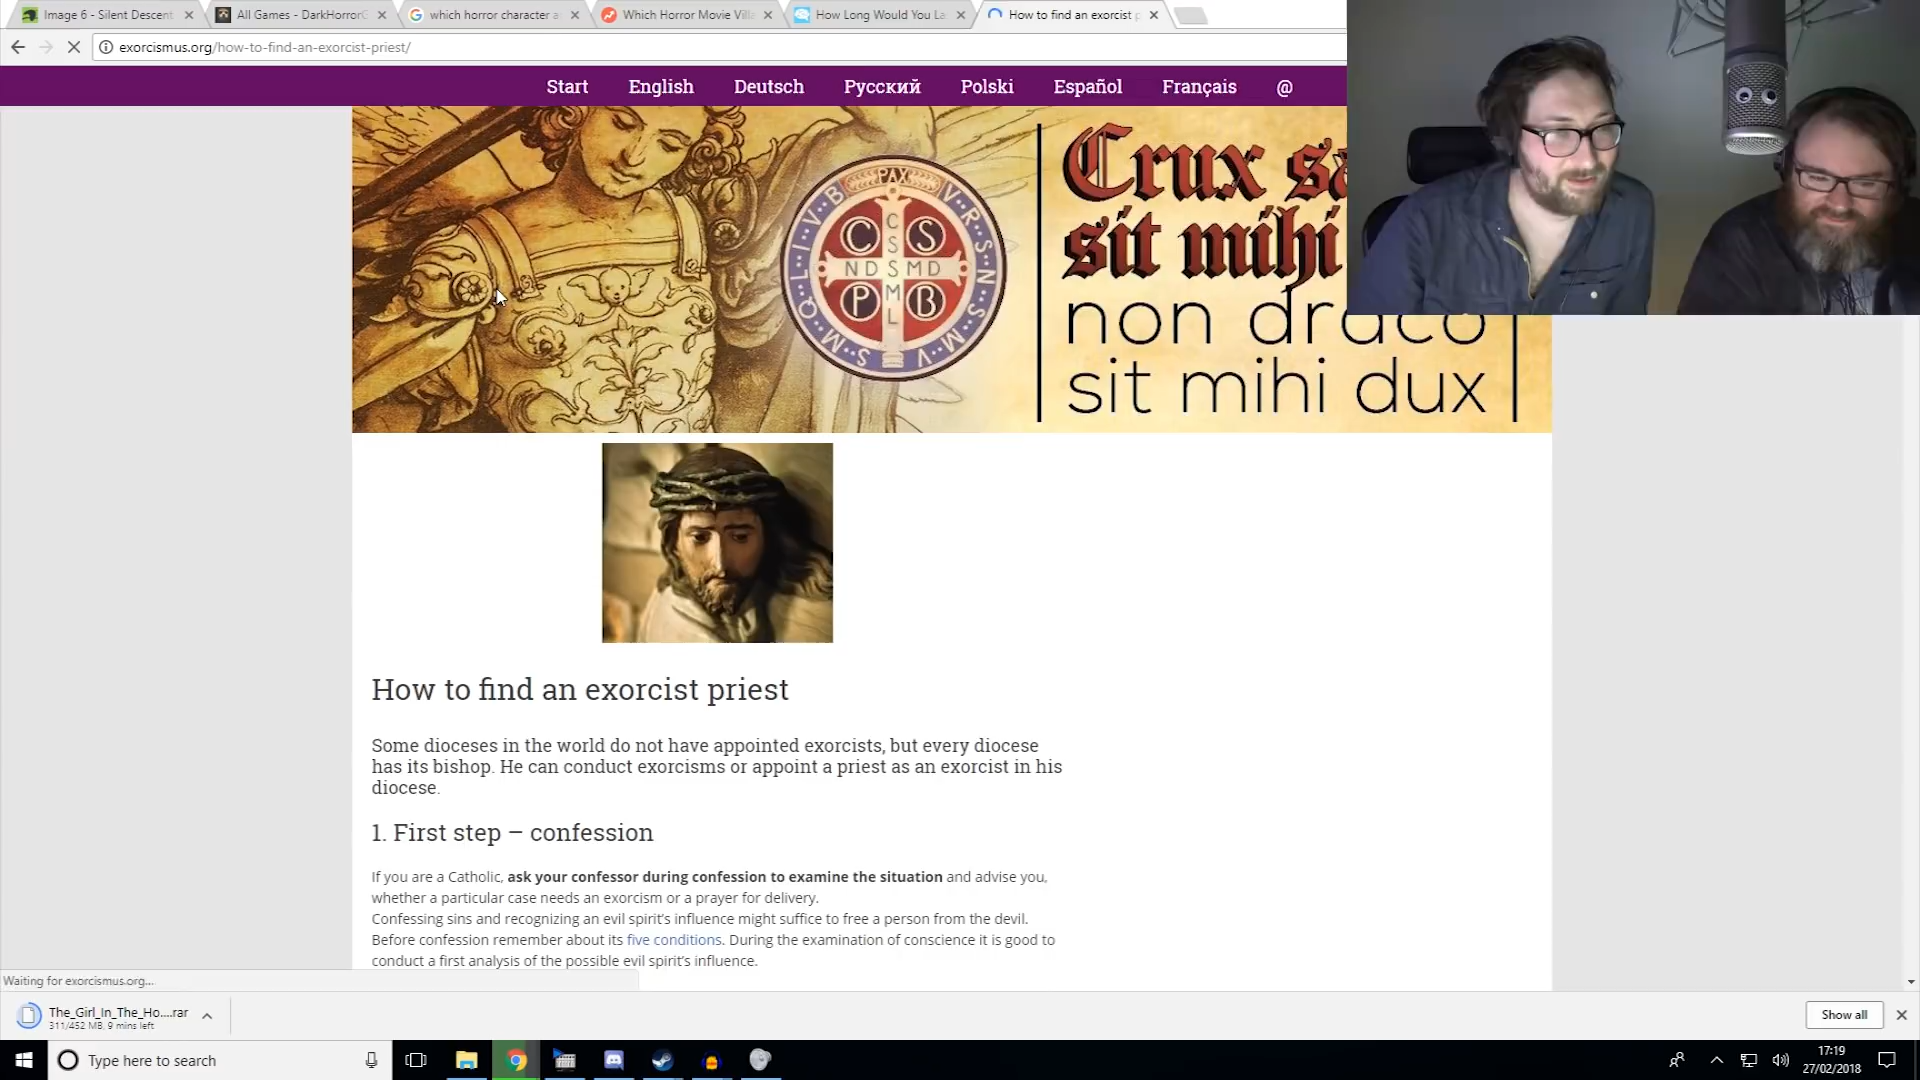 Image 6 - Silent Descent
All Games - DarkHorrorG
which horror character a
Which Horror Movie Villa
How Long Would You La
How to find an exorcist p
exorcismus.org/how-to-find-an-exorcist-priest/
Start English Deutsch Русский Polski Español Français @
Crux sa
sit mihi
non draco
sit mihi dux
PAX
C S
N D S M D
P B
C S S M L
V R S N S M V S M Q L I V B
How to find an exorcist priest
Some dioceses in the world do not have appointed exorcists, but every diocese
has its bishop. He can conduct exorcisms or appoint a priest as an exorcist in his
diocese.
1. First step – confession
If you are a Catholic, ask your confessor during confession to examine the situation and advise you,
whether a particular case needs an exorcism or a prayer for delivery.
Confessing sins and recognizing an evil spirit's influence might suffice to free a person from the devil.
Before confession remember about its five conditions. During the examination of conscience it is good to
conduct a first analysis of the possible evil spirit's influence.
Waiting for exorcismus.org...
The_Girl_In_The_Ho....rar
311/452 MB, 9 mins left
Show all
Type here to search
17:19
27/02/2018